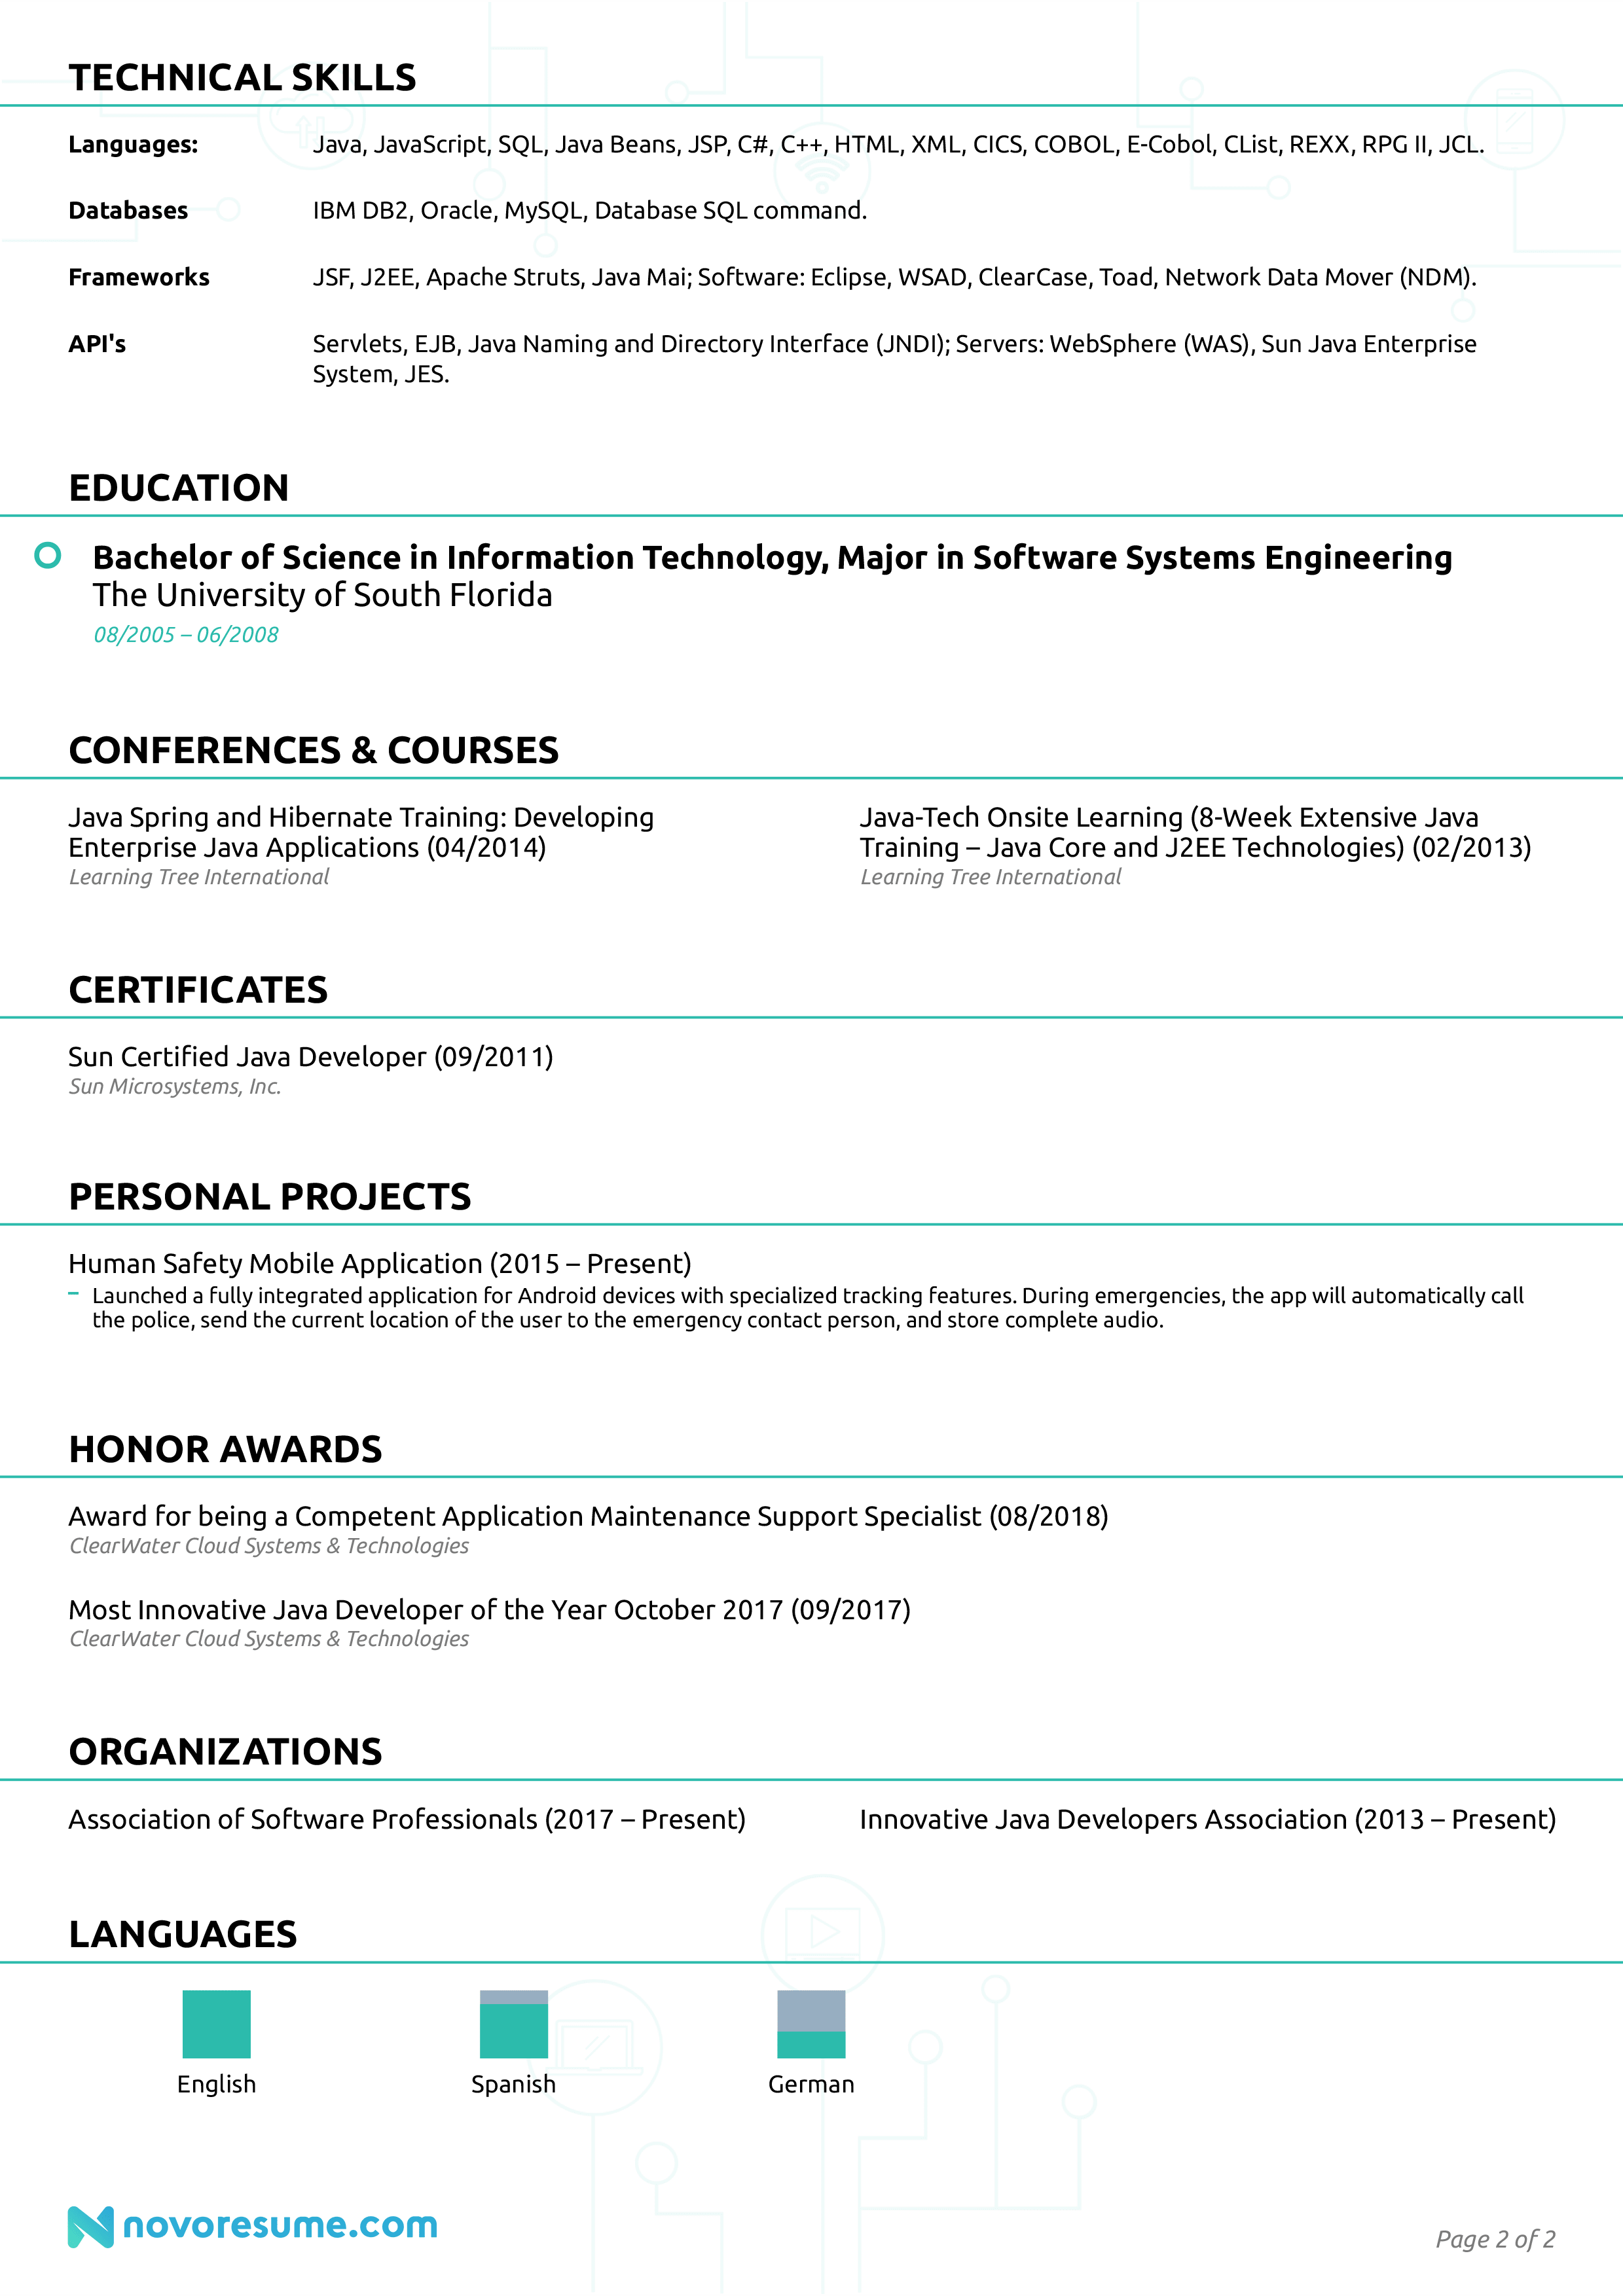 TECHNICAL SKILLS
Languages: Java, JavaScript, SQL, Java Beans, JSP, C#, C++, HTML, XML, CICS, COBOL, E-Cobol, CList, REXX, RPG II, JCL.
Databases IBM DB2, Oracle, MySQL, Database SQL command.
Frameworks JSF, J2EE, Apache Struts, Java Mai; Software: Eclipse, WSAD, ClearCase, Toad, Network Data Mover (NDM).
API's Servlets, EJB, Java Naming and Directory Interface (JNDI); Servers: WebSphere (WAS), Sun Java Enterprise
System, JES.
EDUCATION
Bachelor of Science in Information Technology, Major in Software Systems Engineering
The University of South Florida
08/2005 – 06/2008
CONFERENCES & COURSES
Java Spring and Hibernate Training: Developing
Enterprise Java Applications (04/2014)
Learning Tree International
Java-Tech Onsite Learning (8-Week Extensive Java
Training – Java Core and J2EE Technologies) (02/2013)
Learning Tree International
CERTIFICATES
Sun Certified Java Developer (09/2011)
Sun Microsystems, Inc.
PERSONAL PROJECTS
Human Safety Mobile Application (2015 – Present)
– Launched a fully integrated application for Android devices with specialized tracking features. During emergencies, the app will automatically call
the police, send the current location of the user to the emergency contact person, and store complete audio.
HONOR AWARDS
Award for being a Competent Application Maintenance Support Specialist (08/2018)
ClearWater Cloud Systems & Technologies
Most Innovative Java Developer of the Year October 2017 (09/2017)
ClearWater Cloud Systems & Technologies
ORGANIZATIONS
Association of Software Professionals (2017 – Present)
Innovative Java Developers Association (2013 – Present)
LANGUAGES
English
Spanish
German
novoresume.com
Page 2 of 2